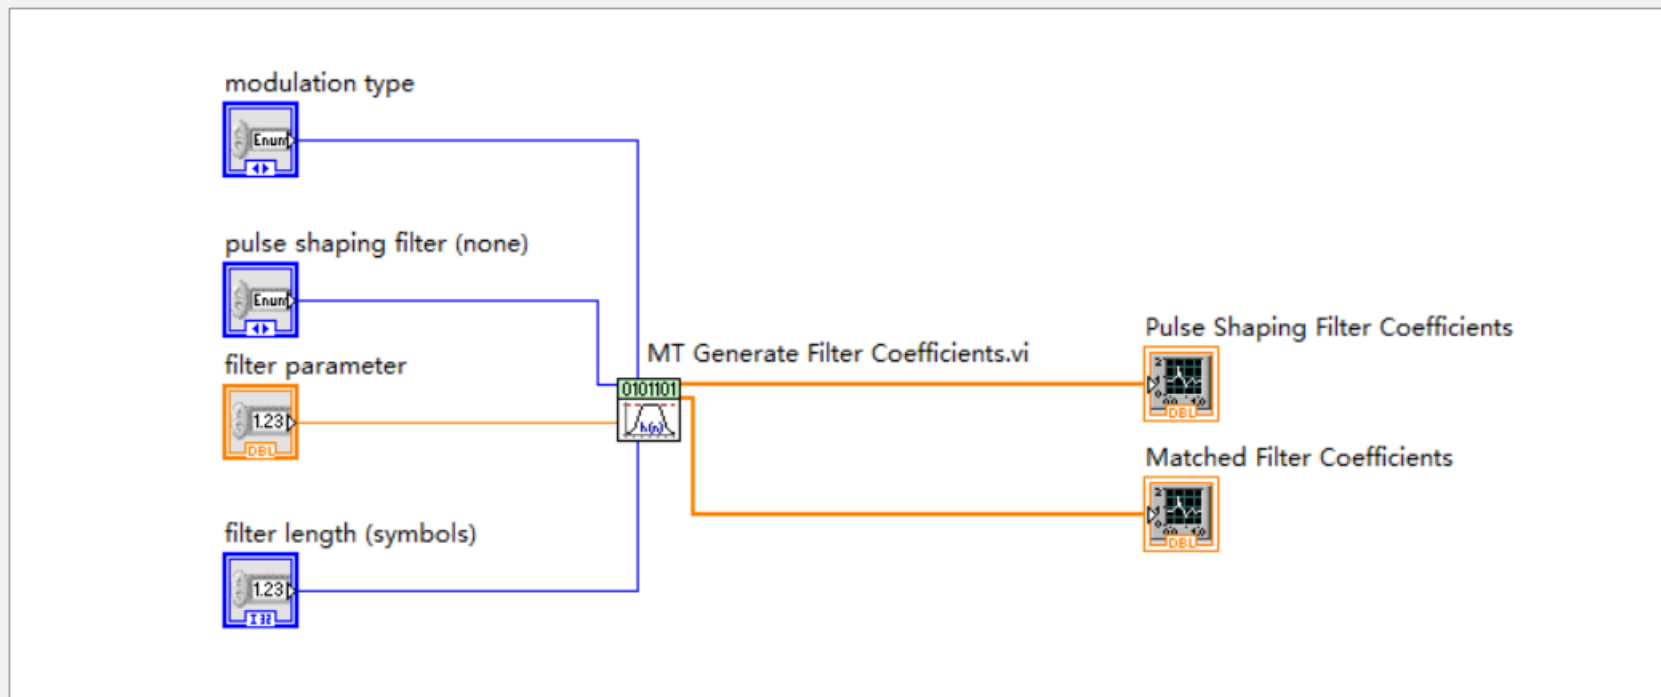 modulation type
Enum
pulse shaping filter (none)
Enum
filter parameter
1.23
DBL
filter length (symbols)
1.23
I32
MT Generate Filter Coefficients.vi
0101101
h(n)
Pulse Shaping Filter Coefficients
DBL
Matched Filter Coefficients
DBL